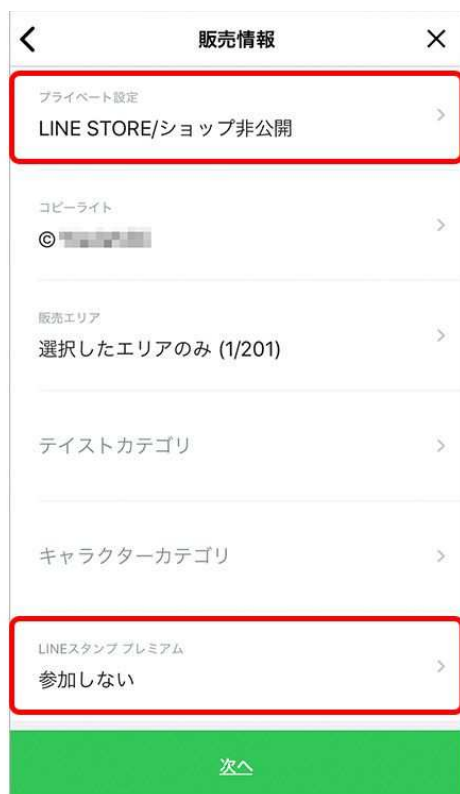 販売情報
プライベート設定
LINE STORE/ショップ非公開
コピーライト
©
販売エリア
選択したエリアのみ (1/201)
テイストカテゴリ
キャラクターカテゴリ
LINEスタンプ プレミアム
参加しない
次へ